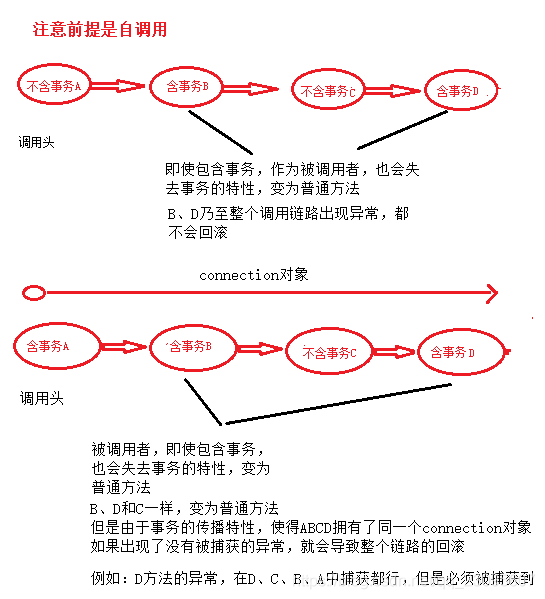 注意前提是自调用
不含事务A
含事务B
不含事务C
含事务D
调用头
即使包含事务，作为被调用者，也会失
去事务的特性，变为普通方法
B、D乃至整个调用链路出现异常，都
不会回滚
connection对象
含事务A
含事务B
不含事务C
含事务D
调用头
被调用者，即使包含事务，
也会失去事务的特性，变为
普通方法
B、D和C一样，变为普通方法
但是由于事务的传播特性，使得ABCD拥有了同一个connection对象
如果出现了没有被捕获的异常，就会导致整个链路的回滚
例如：D方法的异常，在D、C、B、A中捕获都行，但是必须被捕获到